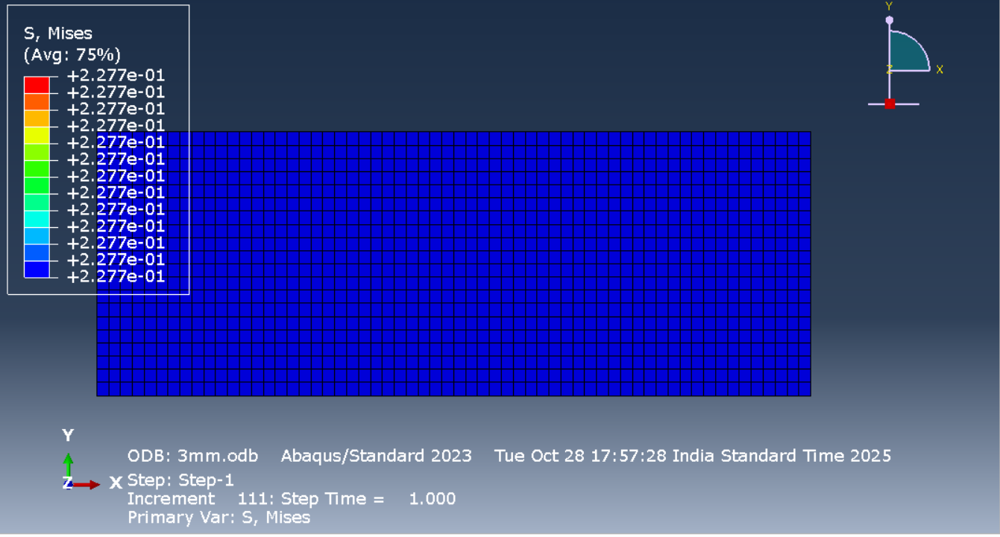 S, Mises
(Avg: 75%)
+2.277e-01
+2.277e-01
+2.277e-01
+2.277e-01
+2.277e-01
+2.277e-01
+2.277e-01
+2.277e-01
+2.277e-01
+2.277e-01
+2.277e-01
+2.277e-01
+2.277e-01
Y
Z X
Y
Z X
ODB: 3mm.odb Abaqus/Standard 2023 Tue Oct 28 17:57:28 India Standard Time 2025
Step: Step-1
Increment 111: Step Time = 1.000
Primary Var: S, Mises